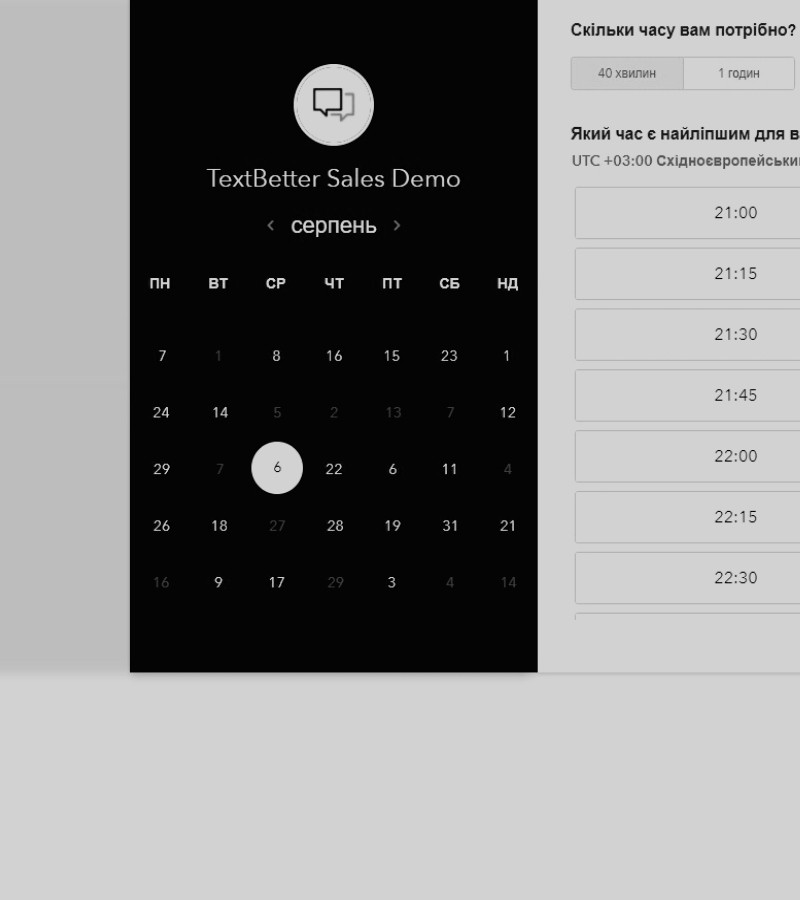 TextBetter Sales Demo
серпень
ПН ВТ СР ЧТ ПТ СБ НД
7 1 8 16 15 23 1
24 14 5 2 13 7 12
29 7 6 22 6 11 4
26 18 27 28 19 31 21
16 9 17 29 3 4 14
Скільки часу вам потрібно?
40 хвилин 1 годин
Який час є найліпшим для в
UTC +03:00 Східноєвропейськи
21:00
21:15
21:30
21:45
22:00
22:15
22:30